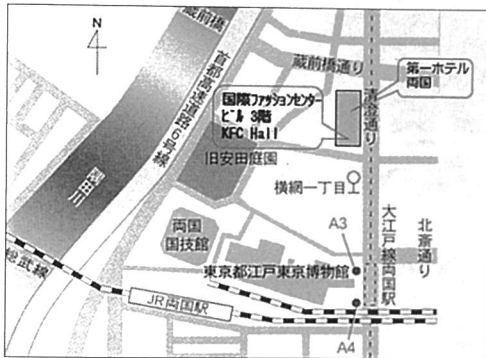 N
蔵前橋
首都高速道路6号線
蔵前橋通り
第一ホテル
両国
国際ファッションセンター
ビル 3階
KFC Hall
清澄通り
旧安田庭園
隅田川
横網一丁目
両国
国技館
A3
大江戸線両国駅
北斎通り
東京都江戸東京博物館
総武線
JR両国駅
A4